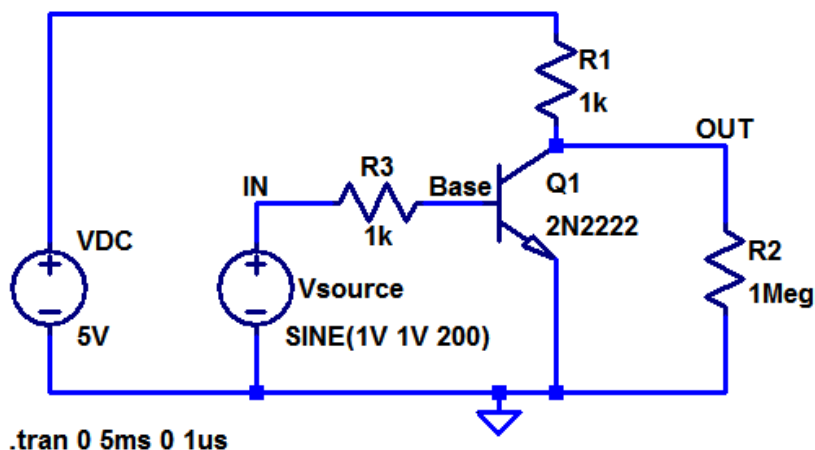 R1
1k
OUT
R3
IN
Base
Q1
2N2222
VDC
R2
Vsource
1Meg
5V
SINE(1V 1V 200)
1k
.tran 0 5ms 0 1us